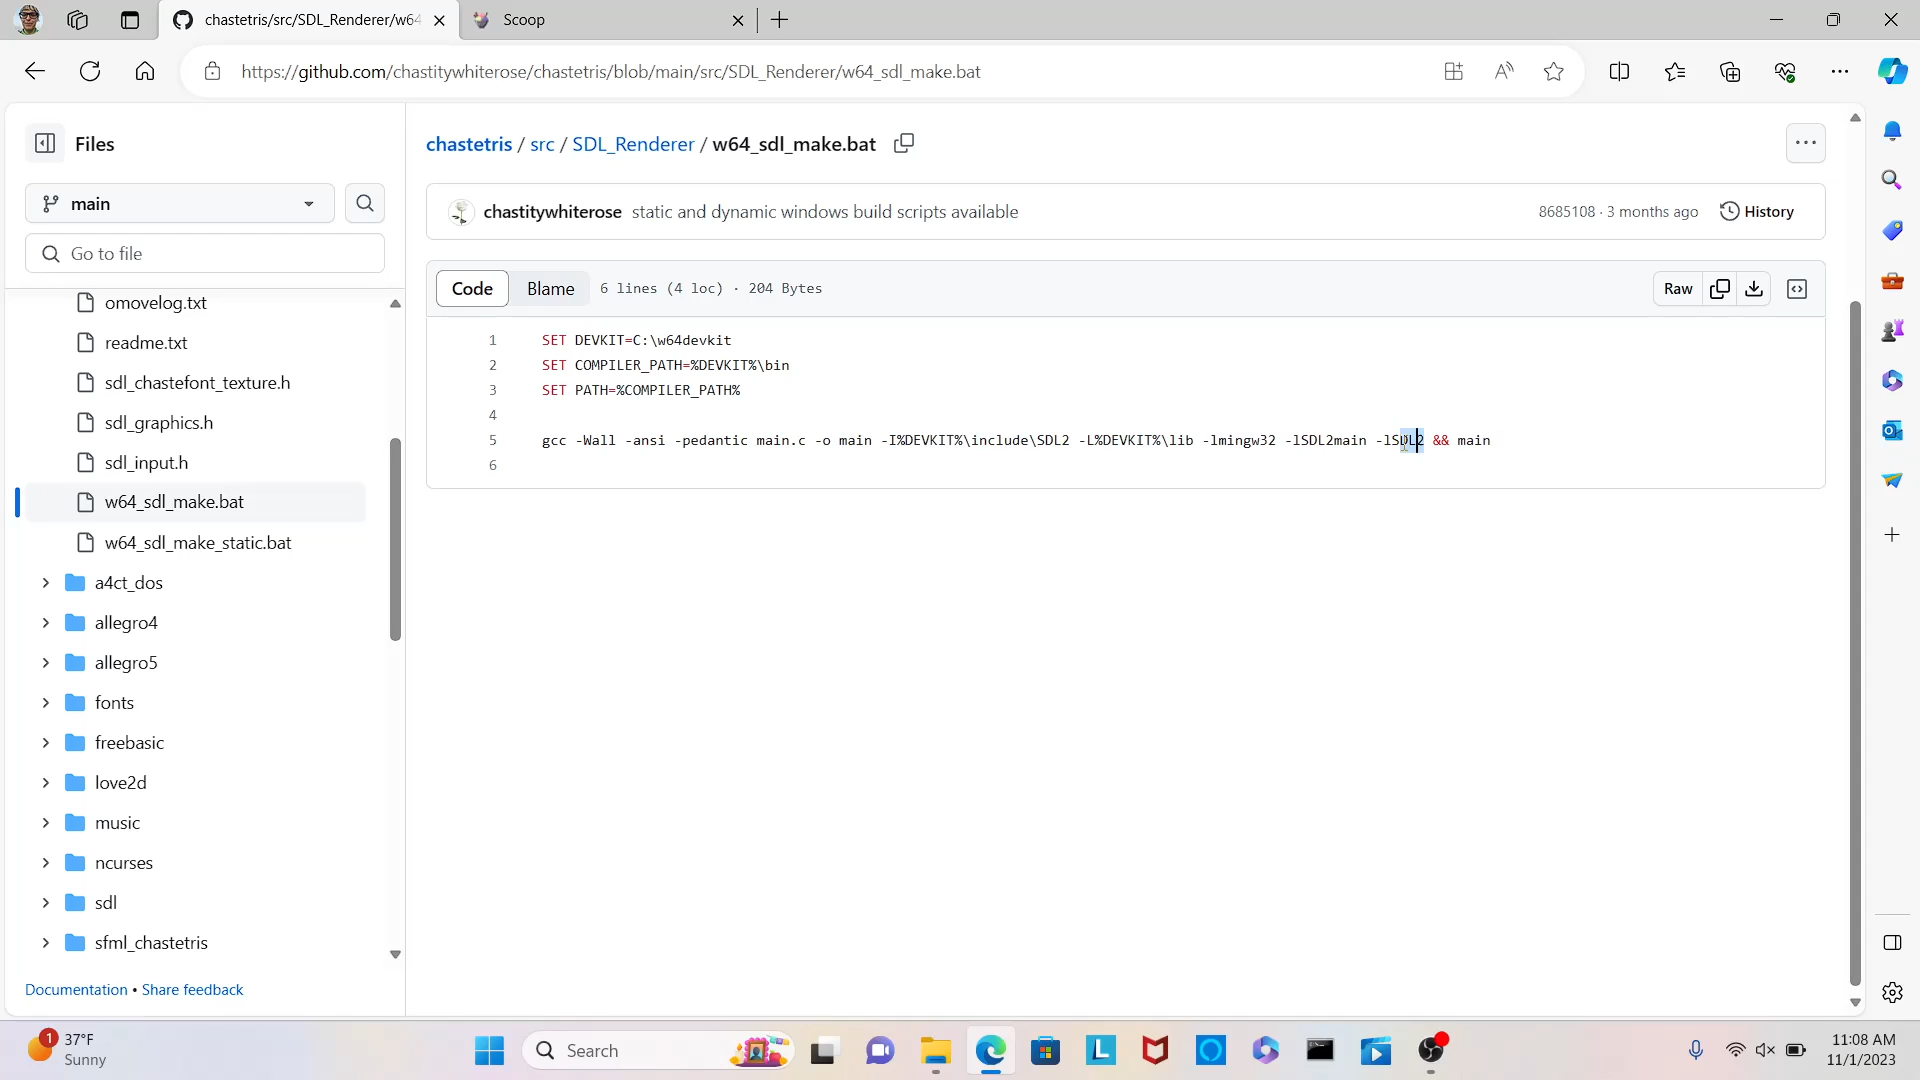 chastetris/src/SDL_Renderer/w64
Scoop
https://github.com/chastitywhiterose/chastetris/blob/main/src/SDL_Renderer/w64_sdl_make.bat
Files
main
Go to file
omovelog.txt
readme.txt
sdl_chastefont_texture.h
sdl_graphics.h
sdl_input.h
w64_sdl_make.bat
w64_sdl_make_static.bat
a4ct_dos
allegro4
allegro5
fonts
freebasic
love2d
music
ncurses
sdl
sfml_chastetris
Documentation • Share feedback
chastetris / src / SDL_Renderer / w64_sdl_make.bat
chastitywhiterose static and dynamic windows build scripts available
8685108 · 3 months ago
History
Code Blame 6 lines (4 loc) · 204 Bytes
Raw
1 SET DEVKIT=C:\w64devkit
2 SET COMPILER_PATH=%DEVKIT%\bin
3 SET PATH=%COMPILER_PATH%
4
5 gcc -Wall -ansi -pedantic main.c -o main -I%DEVKIT%\include\SDL2 -L%DEVKIT%\lib -lmingw32 -lSDL2main -lSDL2 && main
6
1
37°F
Sunny
Search
11:08 AM
11/1/2023